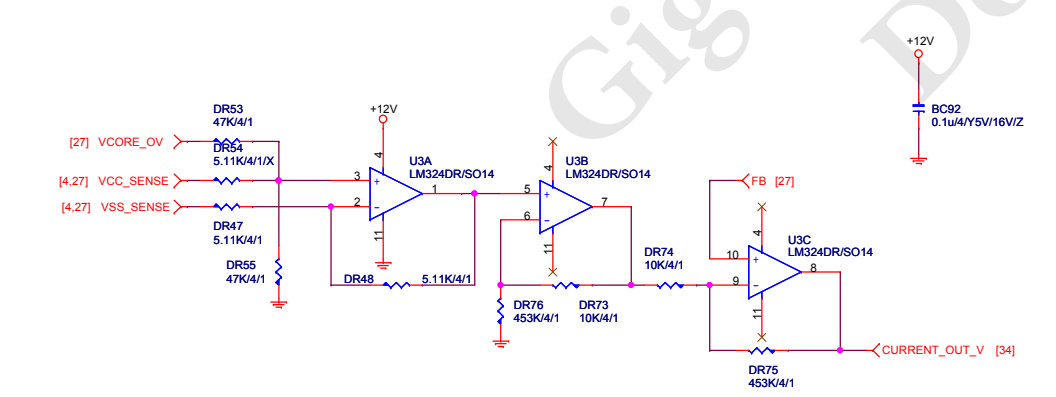 Gig
D
+12V
BC92
0.1u/4/Y5V/16V/Z
DR53
47K/4/1
[27] VCORE_OV
DR54
5.11K/4/1/X
[4,27] VCC_SENSE
[4,27] VSS_SENSE
DR47
5.11K/4/1
DR55
47K/4/1
+12V
4
U3A
LM324DR/SO14
3
+
1
2
-
11
DR48 5.11K/4/1
4
U3B
LM324DR/SO14
5
+
7
6
-
11
DR76
453K/4/1
DR73
10K/4/1
DR74
10K/4/1
FB [27]
4
U3C
LM324DR/SO14
10
+
8
9
-
11
DR75
453K/4/1
CURRENT_OUT_V [34]